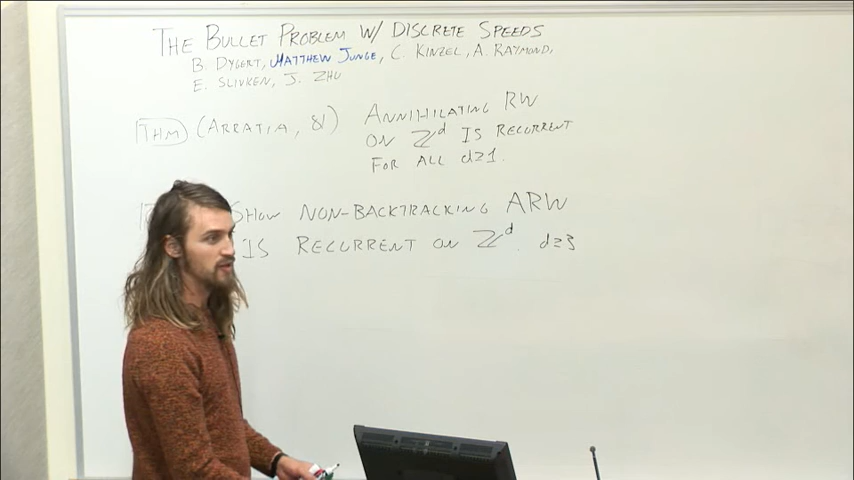 THE BULLET PROBLEM W/ DISCRETE SPEEDS
B. DYGERT, MATTHEW JUNGE, C. KINZEL, A. RAYMOND,
E. SLIVKEN, J. ZHU
THM (ARRATIA, 81) ANNIHILATING RW
ON ℤ^d IS RECURRENT
FOR ALL d≥1.
SHOW NON-BACKTRACKING ARW
IS RECURRENT ON ℤ^d. d≥3